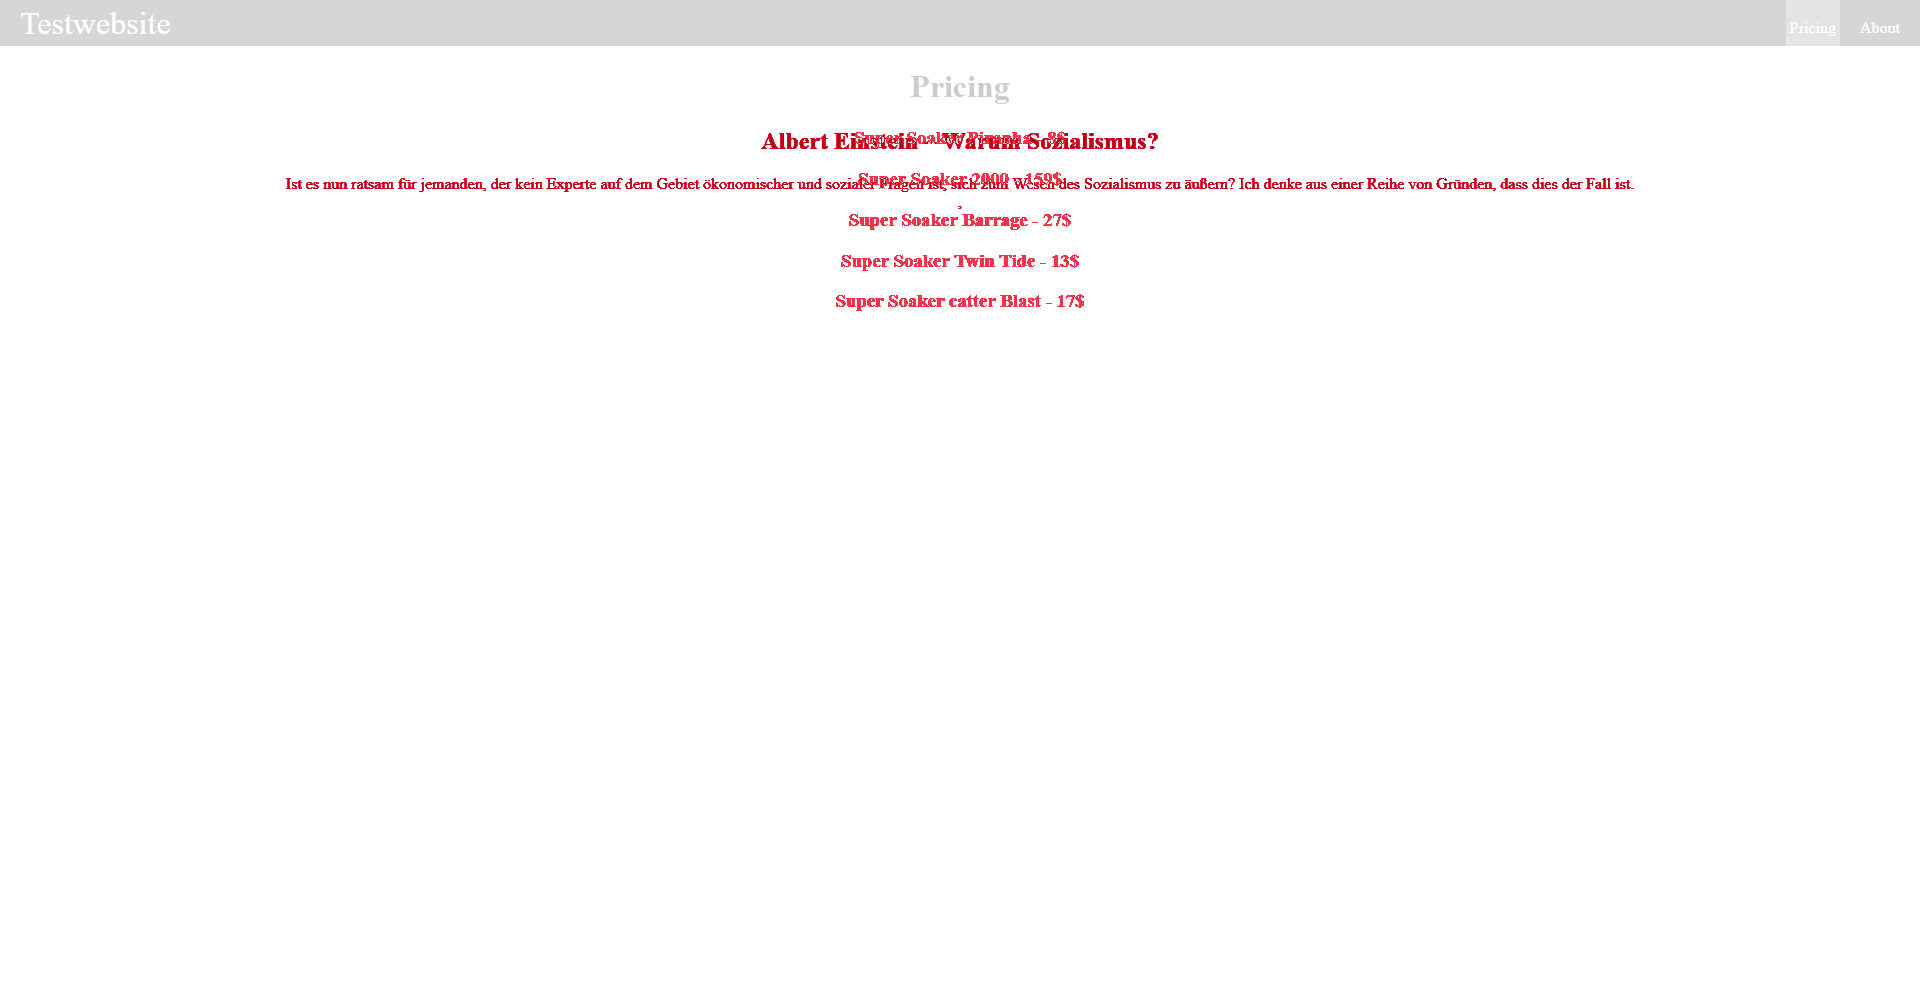 Testwebsite
Pricing
About
Pricing
Super Soaker Piranha - 8$
Albert Einstein - Warum Sozialismus?
Super Soaker 2000 - 159$
Ist es nun ratsam für jemanden, der kein Experte auf dem Gebiet ökonomischer und sozialer Fragen ist, sich zum Wesen des Sozialismus zu äußern? Ich denke aus einer Reihe von Gründen, dass dies der Fall ist.
.
Super Soaker Barrage - 27$
Super Soaker Twin Tide - 13$
Super Soaker catter Blast - 17$